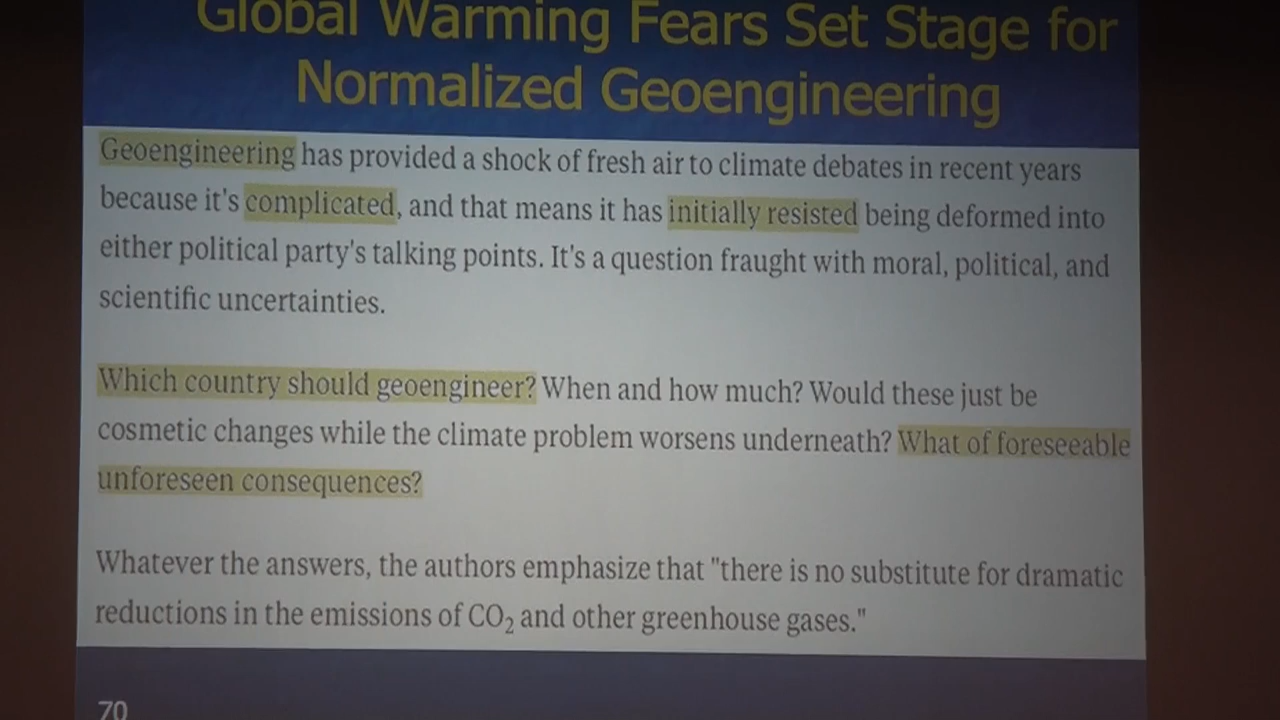 Global Warming Fears Set Stage for
Normalized Geoengineering
Geoengineering has provided a shock of fresh air to climate debates in recent years
because it's complicated, and that means it has initially resisted being deformed into
either political party's talking points. It's a question fraught with moral, political, and
scientific uncertainties.
Which country should geoengineer? When and how much? Would these just be
cosmetic changes while the climate problem worsens underneath? What of foreseeable
unforeseen consequences?
Whatever the answers, the authors emphasize that "there is no substitute for dramatic
reductions in the emissions of CO₂ and other greenhouse gases."
70